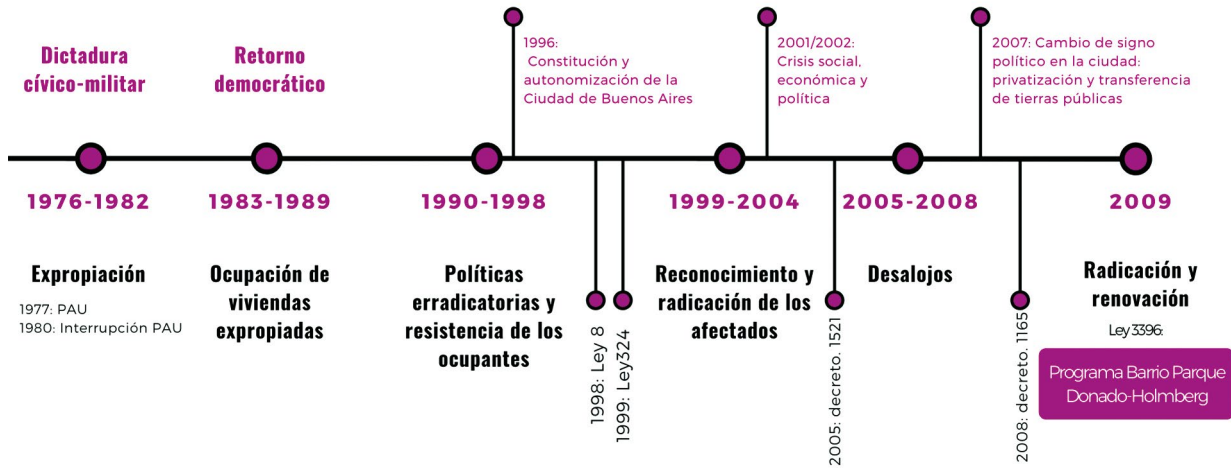 Dictadura
cívico-militar
Retorno
democrático
1996:
Constitución y
autonomización de la
Ciudad de Buenos Aires
2001/2002:
Crisis social,
económica y
política
2007: Cambio de signo
político en la ciudad:
privatización y transferencia
de tierras públicas
1976-1982
1983-1989
1990-1998
1999-2004
2005-2008
2009
Expropiación
1977: PAU
1980: Interrupción PAU
Ocupación de
viviendas
expropiadas
Políticas
erradicatorias y
resistencia de los
ocupantes
1998: Ley 8
1999: Ley324
Reconocimiento y
radicación de los
afectados
2005: decreto. 1521
Desalojos
2008: decreto. 1165
Radicación y
renovación
Ley 3396:
Programa Barrio Parque
Donado-Holmberg